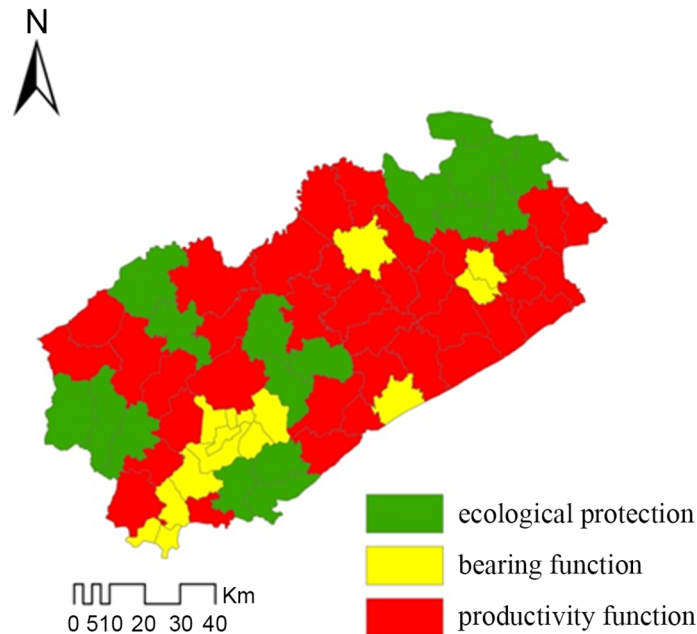 N
ecological protection
bearing function
productivity function
Km
0 510 20 30 40